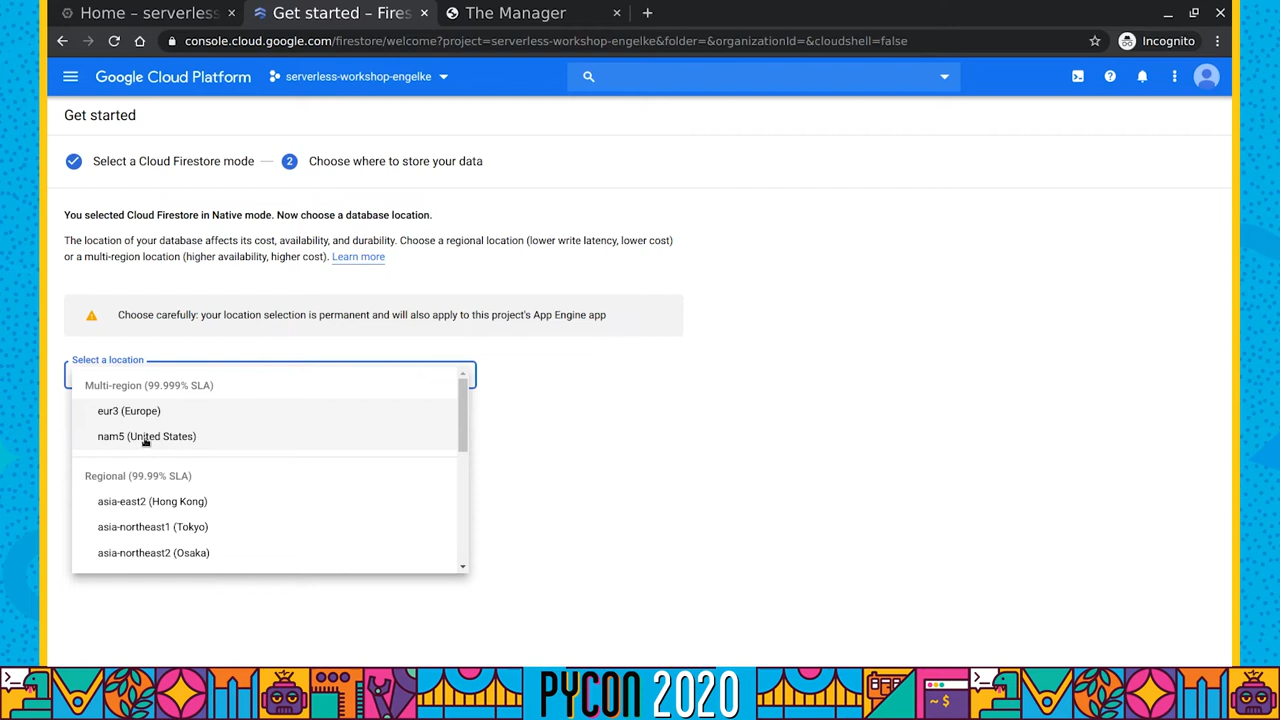 Home – serverless
Get started – Fires
The Manager
console.cloud.google.com/firestore/welcome?project=serverless-workshop-engelke&folder=&organizationId=&cloudshell=false
Incognito
Google Cloud Platform
serverless-workshop-engelke
Get started
Select a Cloud Firestore mode
2
Choose where to store your data
You selected Cloud Firestore in Native mode. Now choose a database location.
The location of your database affects its cost, availability, and durability. Choose a regional location (lower write latency, lower cost)
or a multi-region location (higher availability, higher cost). Learn more
Choose carefully: your location selection is permanent and will also apply to this project's App Engine app
Select a location
Multi-region (99.999% SLA)
eur3 (Europe)
nam5 (United States)
Regional (99.99% SLA)
asia-east2 (Hong Kong)
asia-northeast1 (Tokyo)
asia-northeast2 (Osaka)
PYCON 2020
~ $